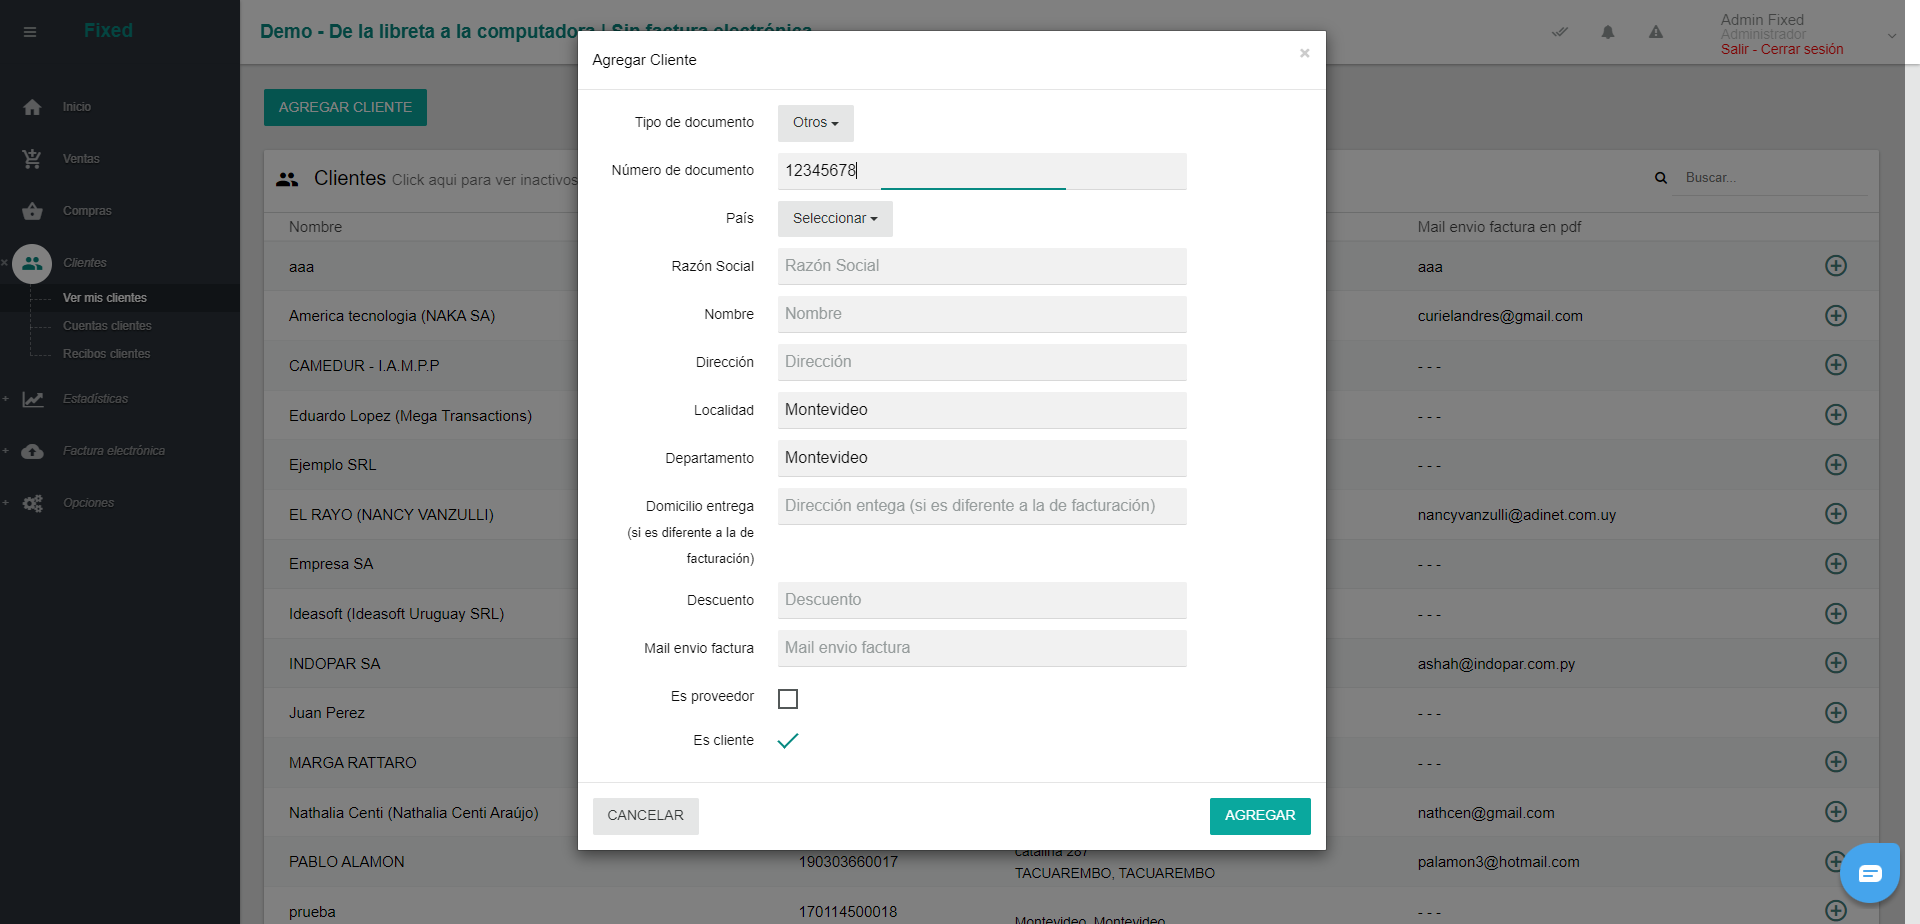 Fixed
Demo - De la libreta a la computadora | Sin factura electrónica
Admin Fixed
Administrador
Salir - Cerrar sesión
Inicio
Ventas
Compras
Clientes
Ver mis clientes
Cuentas clientes
Recibos clientes
Estadísticas
Factura electrónica
Opciones
AGREGAR CLIENTE
Clientes Click aqui para ver inactivos
Buscar...
Nombre
Mail envio factura en pdf
aaa
aaa
America tecnologia (NAKA SA)
curielandres@gmail.com
CAMEDUR - I.A.M.P.P
- - -
Eduardo Lopez (Mega Transactions)
- - -
Ejemplo SRL
- - -
EL RAYO (NANCY VANZULLI)
nancyvanzulli@adinet.com.uy
Empresa SA
- - -
Ideasoft (Ideasoft Uruguay SRL)
- - -
INDOPAR SA
ashah@indopar.com.py
Juan Perez
- - -
MARGA RATTARO
- - -
Nathalia Centi (Nathalia Centi Araújo)
nathcen@gmail.com
PABLO ALAMON
190303660017
catalina 287
TACUAREMBO, TACUAREMBO
palamon3@hotmail.com
prueba
170114500018
Montevideo, Montevideo
- - -
Agregar Cliente
×
Tipo de documento
Otros
Número de documento
12345678
País
Seleccionar
Razón Social
Razón Social
Nombre
Nombre
Dirección
Dirección
Localidad
Montevideo
Departamento
Montevideo
Domicilio entrega
(si es diferente a la de
facturación)
Dirección entega (si es diferente a la de facturación)
Descuento
Descuento
Mail envio factura
Mail envio factura
Es proveedor
Es cliente
CANCELAR
AGREGAR